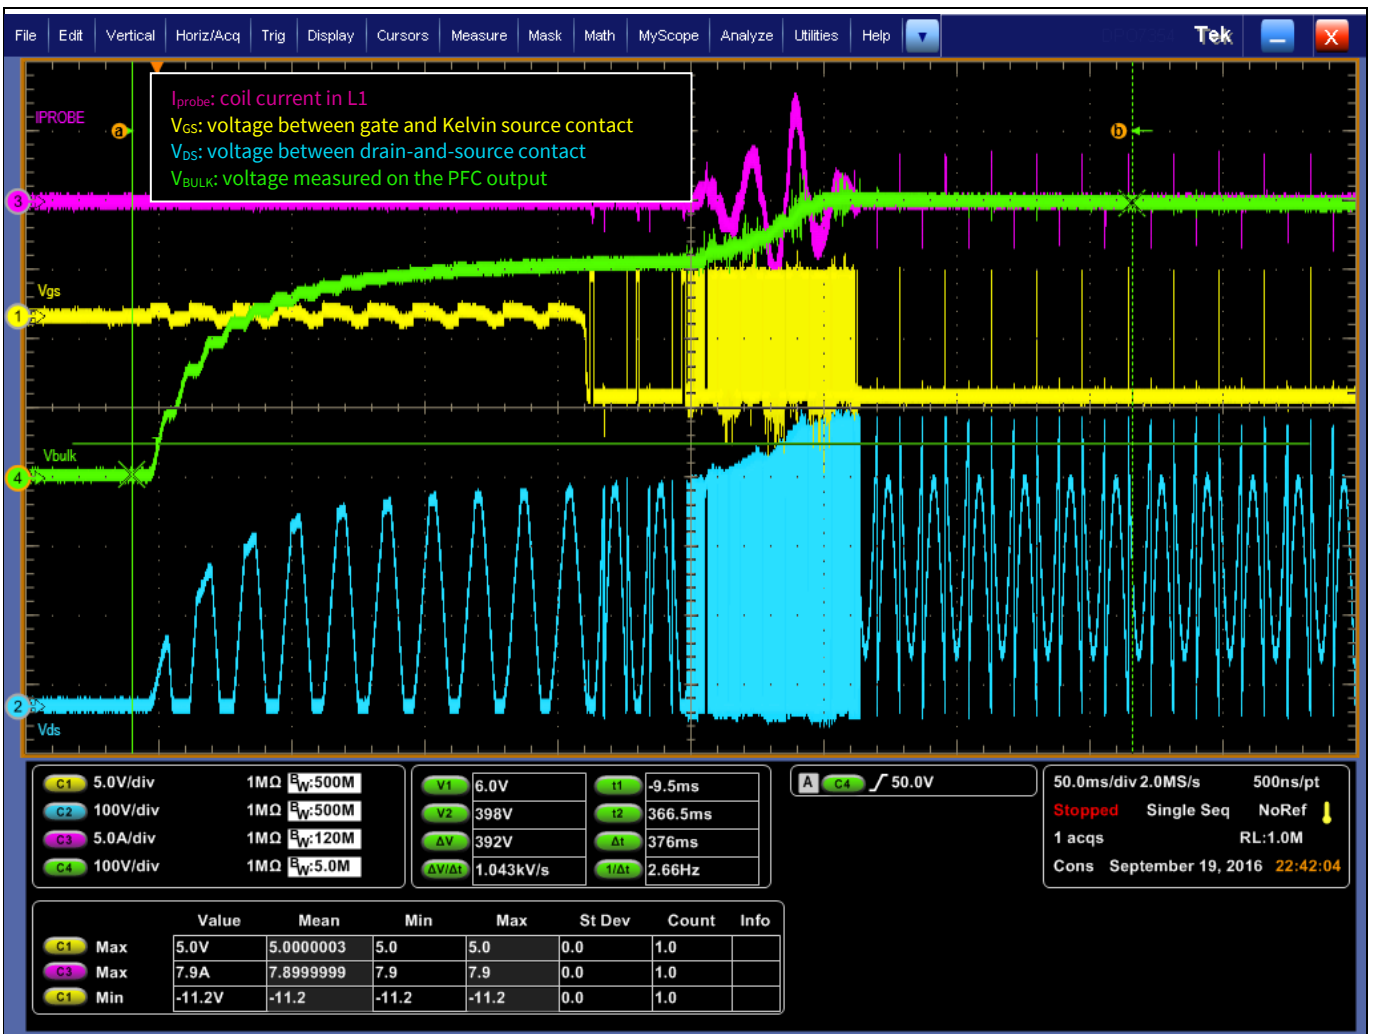 File Edit Vertical Horiz/Acq Trig Display Cursors Measure Mask Math MyScope Analyze Utilities Help Tek X
Iprobe: coil current in L1
VGS: voltage between gate and Kelvin source contact
VDS: voltage between drain-and-source contact
VBULK: voltage measured on the PFC output
IPROBE
a
b
3
Vgs
1
Vbulk
4
2
Vds
C1 5.0V/div 1MΩ BW:500M
C2 100V/div 1MΩ BW:500M
C3 5.0A/div 1MΩ BW:120M
C4 100V/div 1MΩ BW:5.0M
V1 6.0V
V2 398V
ΔV 392V
ΔV/Δt 1.043kV/s
t1 -9.5ms
t2 366.5ms
Δt 376ms
1/Δt 2.66Hz
A C4 50.0V
50.0ms/div 2.0MS/s 500ns/pt
Stopped Single Seq NoRef
1 acqs RL:1.0M
Cons September 19, 2016 22:42:04
Value Mean Min Max St Dev Count Info
C1 Max 5.0V 5.0000003 5.0 5.0 0.0 1.0
C3 Max 7.9A 7.8999999 7.9 7.9 0.0 1.0
C1 Min -11.2V -11.2 -11.2 -11.2 0.0 1.0